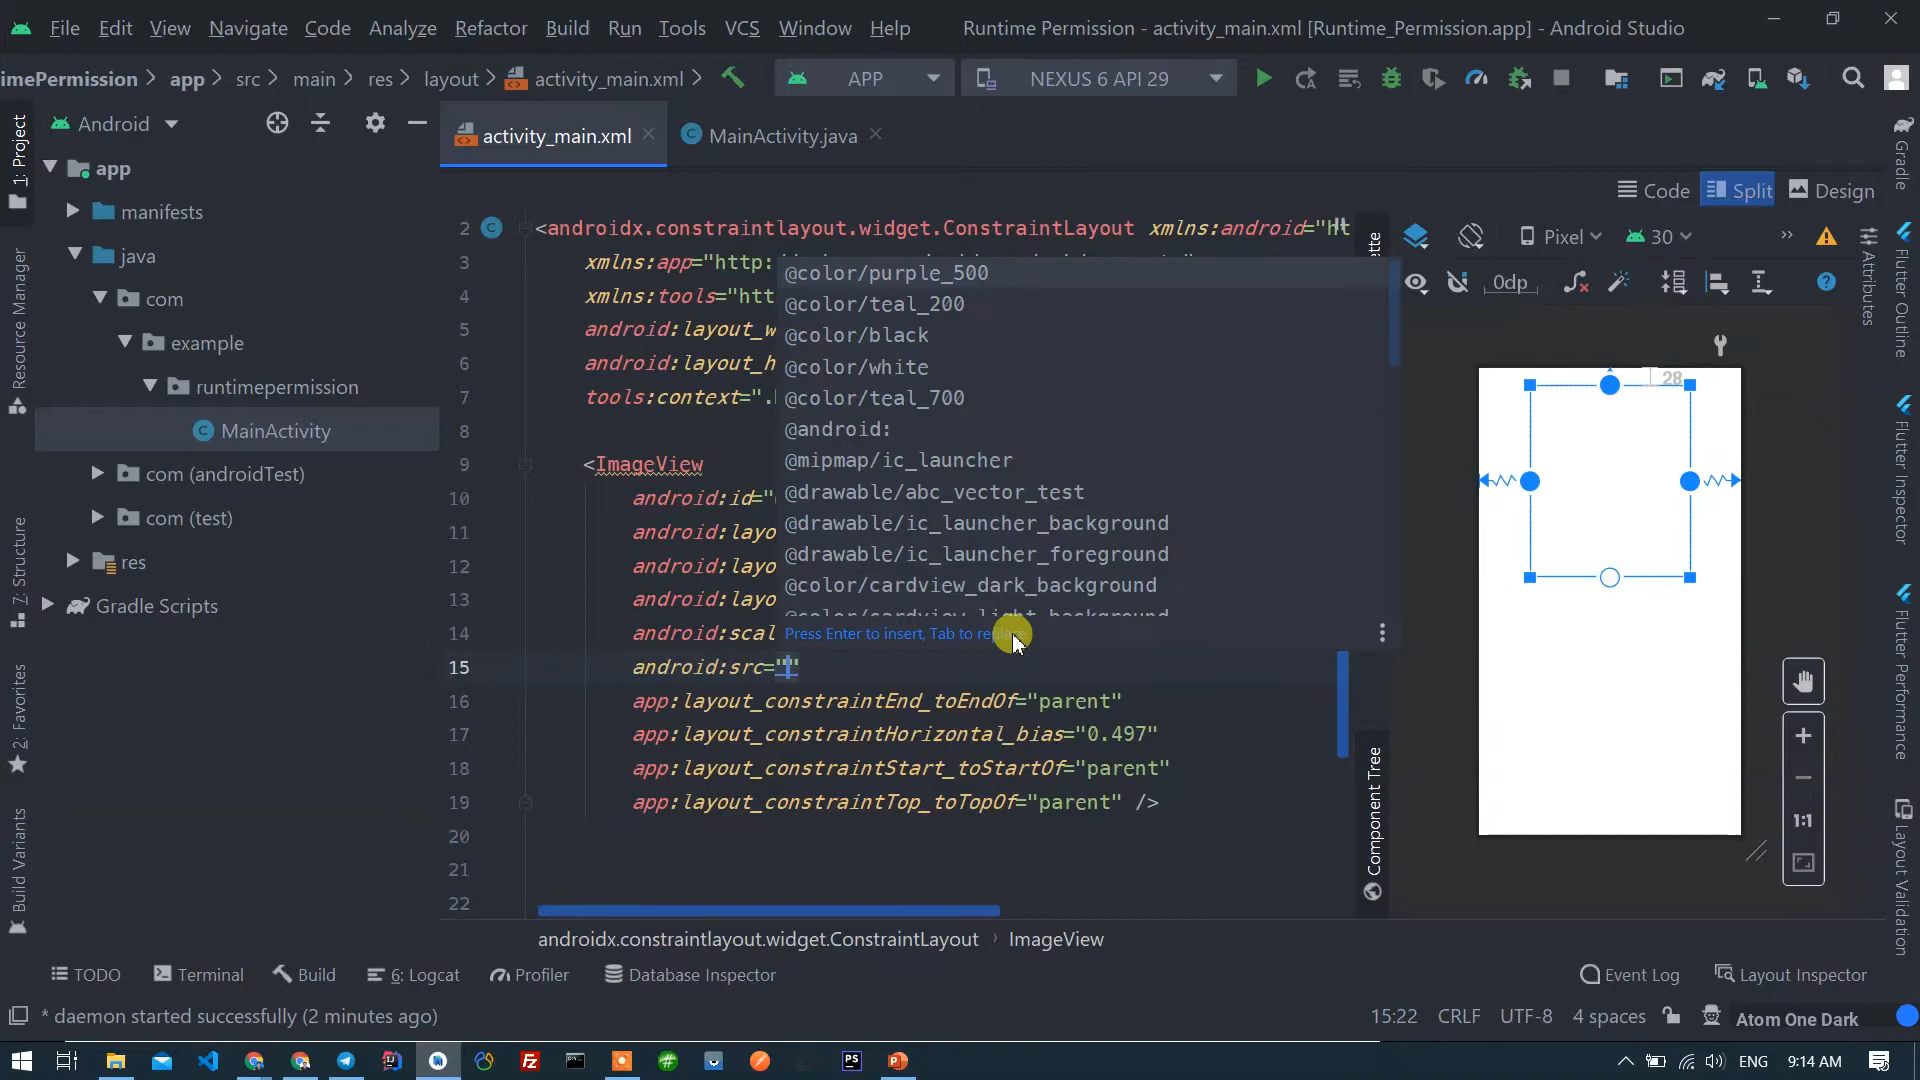 File Edit View Navigate Code Analyze Refactor Build Run Tools VCS Window Help Runtime Permission - activity_main.xml [Runtime_Permission.app] - Android Studio
imePermission app src main res layout activity_main.xml APP NEXUS 6 API 29
Android
activity_main.xml MainActivity.java
app
manifests
java
com
example
runtimepermission
MainActivity
com (androidTest)
com (test)
res
Gradle Scripts
1: Project
Resource Manager
Z: Structure
2: Favorites
Build Variants
Code Split Design
Pixel 30
0dp
2 <androidx.constraintlayout.widget.ConstraintLayout xmlns:android="ht
3 xmlns:app="http:
4 xmlns:tools="htt
5 android:layout_w
6 android:layout_h
7 tools:context=".
8
9 <ImageView
10 android:id="
11 android:layo
12 android:layo
13 android:layo
14 android:scal
15 android:src=""
16 app:layout_constraintEnd_toEndOf="parent"
17 app:layout_constraintHorizontal_bias="0.497"
18 app:layout_constraintStart_toStartOf="parent"
19 app:layout_constraintTop_toTopOf="parent" />
20
21
22
@color/purple_500
@color/teal_200
@color/black
@color/white
@color/teal_700
@android:
@mipmap/ic_launcher
@drawable/abc_vector_test
@drawable/ic_launcher_background
@drawable/ic_launcher_foreground
@color/cardview_dark_background
@color/cardview_light_background
Press Enter to insert, Tab to replace
28
1:1
Component Tree
Attributes
Gradle
Flutter Outline
Flutter Inspector
Flutter Performance
Layout Validation
androidx.constraintlayout.widget.ConstraintLayout ImageView
TODO Terminal Build 6: Logcat Profiler Database Inspector Event Log Layout Inspector
* daemon started successfully (2 minutes ago) 15:22 CRLF UTF-8 4 spaces Atom One Dark
ENG 9:14 AM